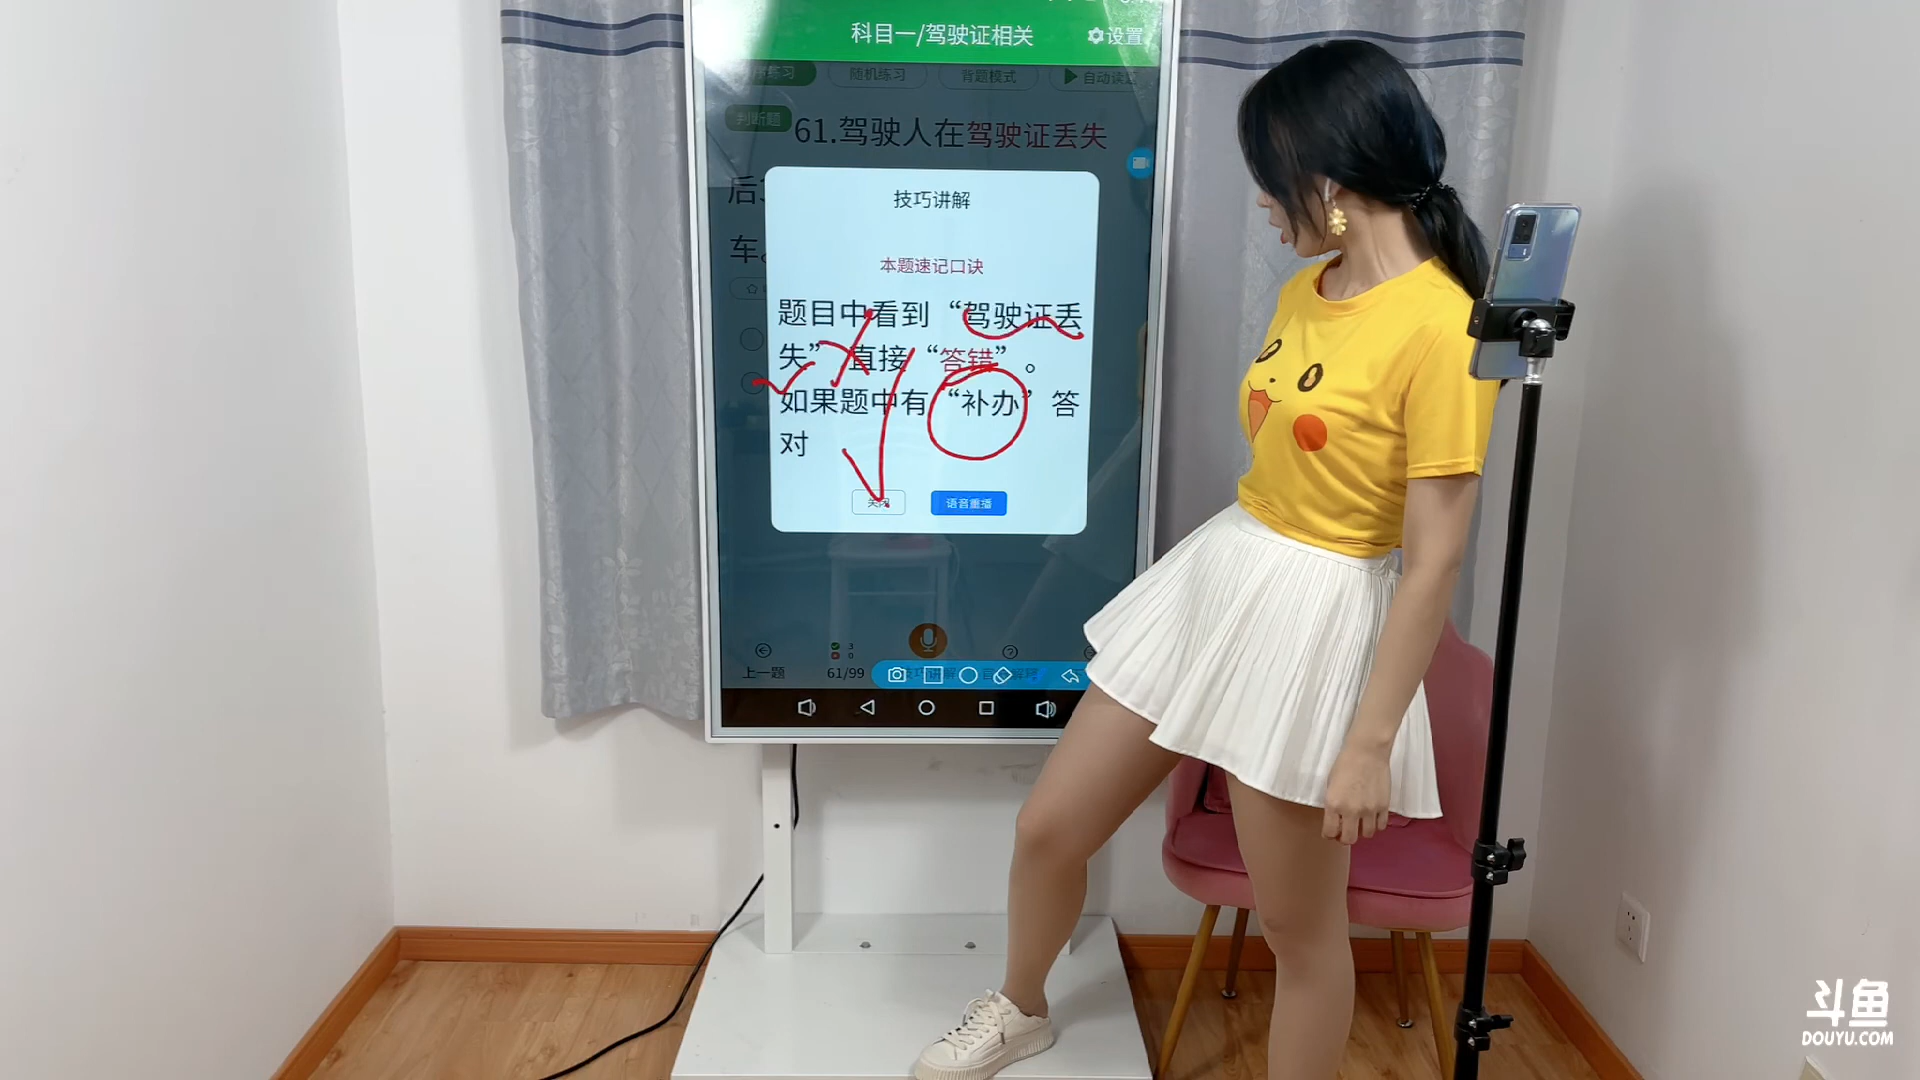 科目一/驾驶证相关
设置
随机练习
背题模式
自动读题
判断题
61.驾驶人在驾驶证丢失
后
车。
技巧讲解
本题速记口诀
题目中看到“驾驶证丢
失”直接“答错”。
如果题中有“补办”答
对
关闭
语音重播
3
0
上一题
61/99
斗鱼
DOUYU.COM